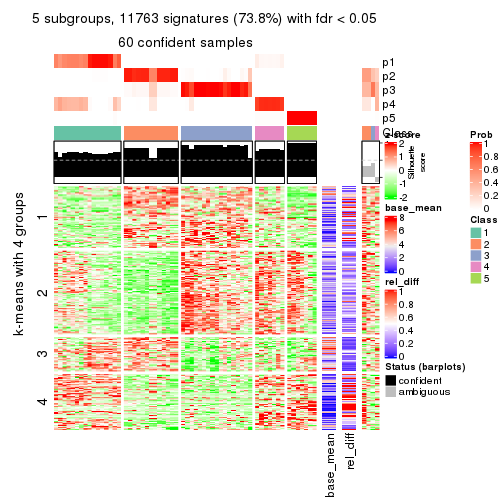 5 subgroups, 11763 signatures (73.8%) with fdr < 0.05
60 confident samples
p1
p2
p3
p4
p5
Class
Silhouette
score
k-means with 4 groups
1
2
3
4
base_mean
rel_diff
z-score
2
1
0
-1
-2
base_mean
8
6
4
2
0
rel_diff
1
0.8
0.6
0.4
0.2
0
Status (barplots)
confident
ambiguous
Prob
1
0.8
0.6
0.4
0.2
0
Class
1
2
3
4
5